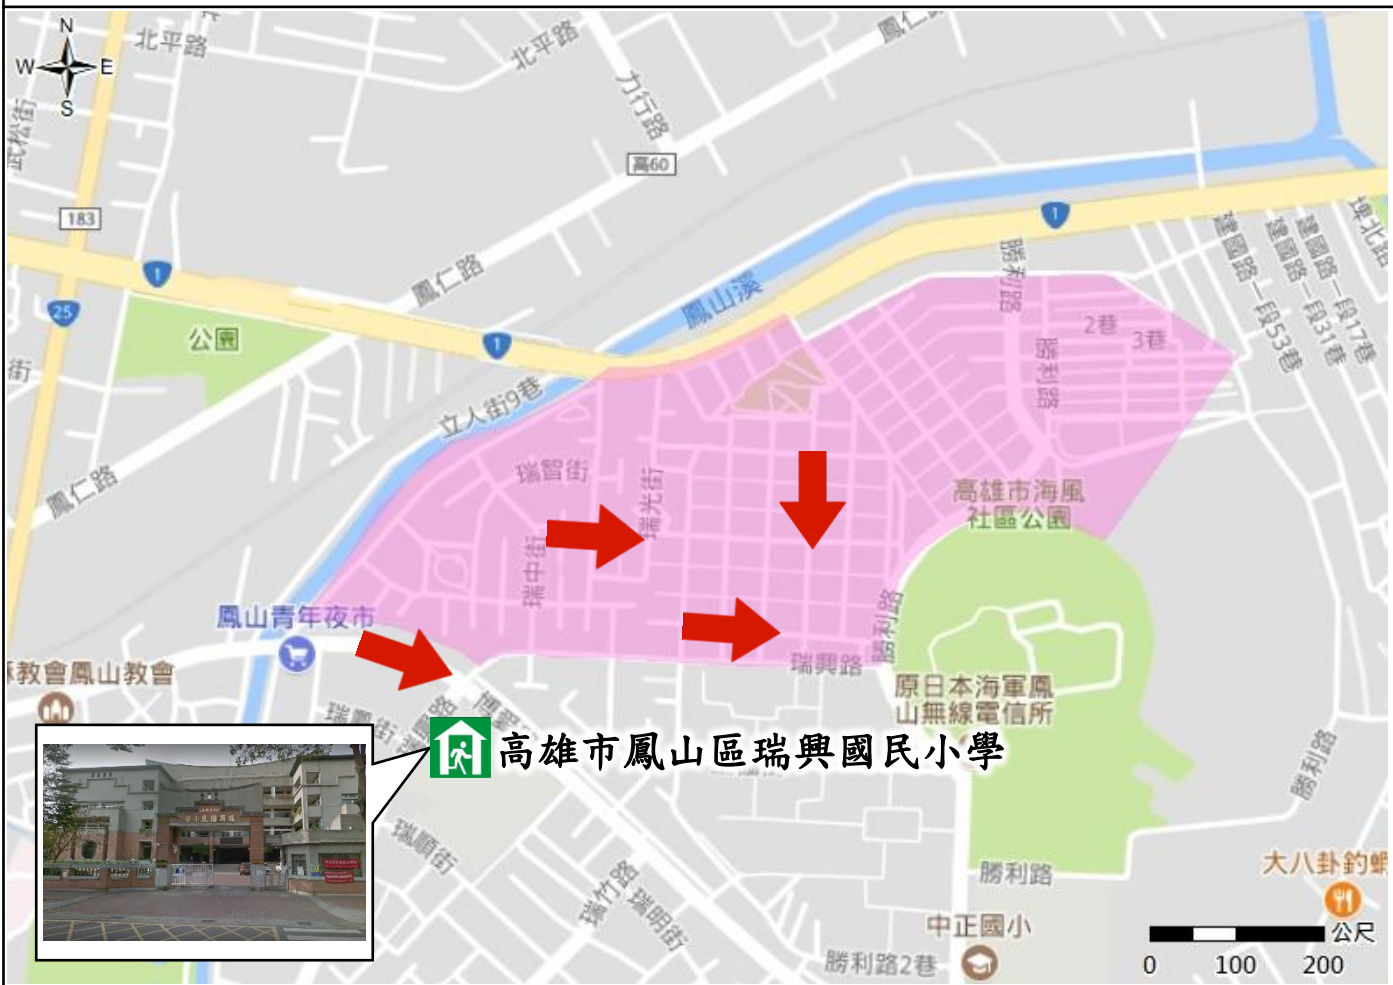 N
W E
S
北平路
北平路
鳳仁路
力行路
武松街
高60
183
1
1
1
25
鳳仁路
鳳山溪
勝利路
建國路一段53巷
建國路一段31巷
建國路一段17巷
埤北路
公園
2巷
3巷
勝利路
街
立人街9巷
瑞智街
瑞光街
鳳仁路
高雄市海風
社區公園
瑞中街
鳳山青年夜市
勝利路
瑞興路
教會鳳山教會
原日本海軍鳳
山無線電信所
高雄市鳳山區瑞興國民小學
勝利路
瑞順街
瑞竹路
瑞明街
勝利路
大八卦釣蝦
中正國小
勝利路2巷
公尺
0 100 200